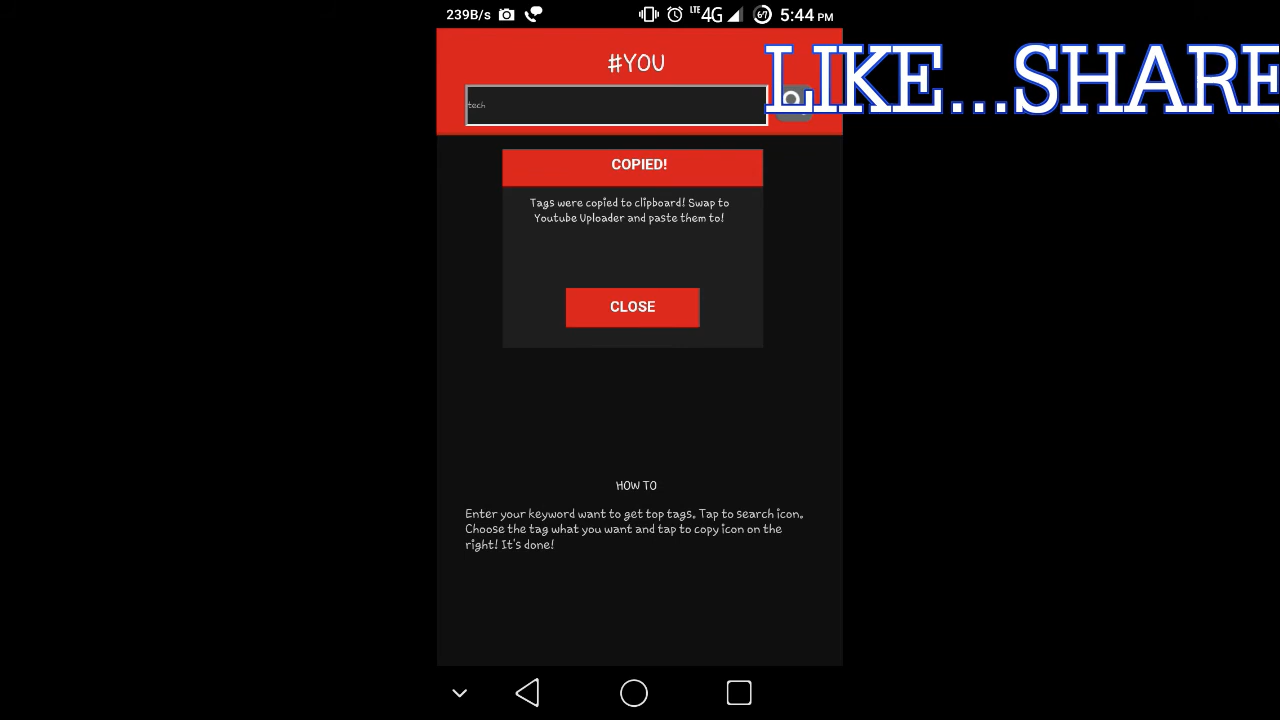 239B/s LTE 4G 67 5:44 PM
#YOU
LIKE...SHARE
tech
COPIED!
Tags were copied to clipboard! Swap to
Youtube Uploader and paste them to!
CLOSE
HOW TO
Enter your keyword want to get top tags. Tap to search icon.
Choose the tag what you want and tap to copy icon on the
right! It's done!